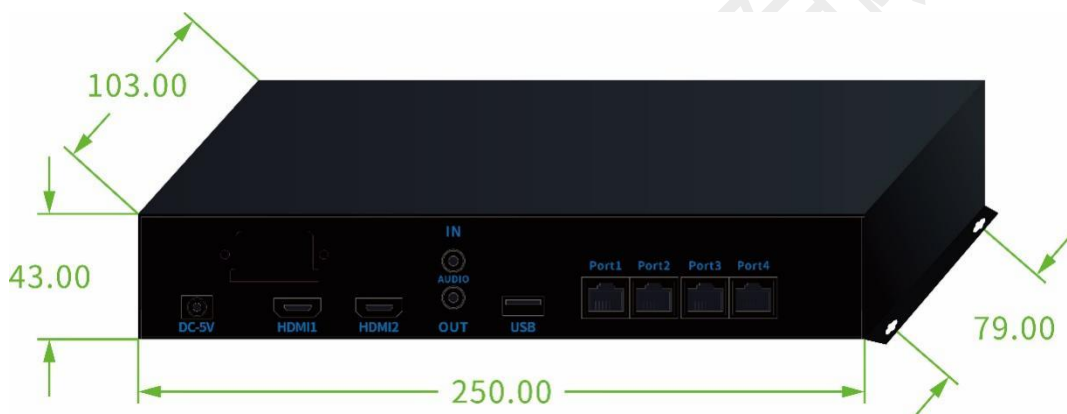 103.00
43.00
IN
AUDIO
OUT
DC-5V
HDMI1
HDMI2
USB
Port1 Port2 Port3 Port4
79.00
250.00